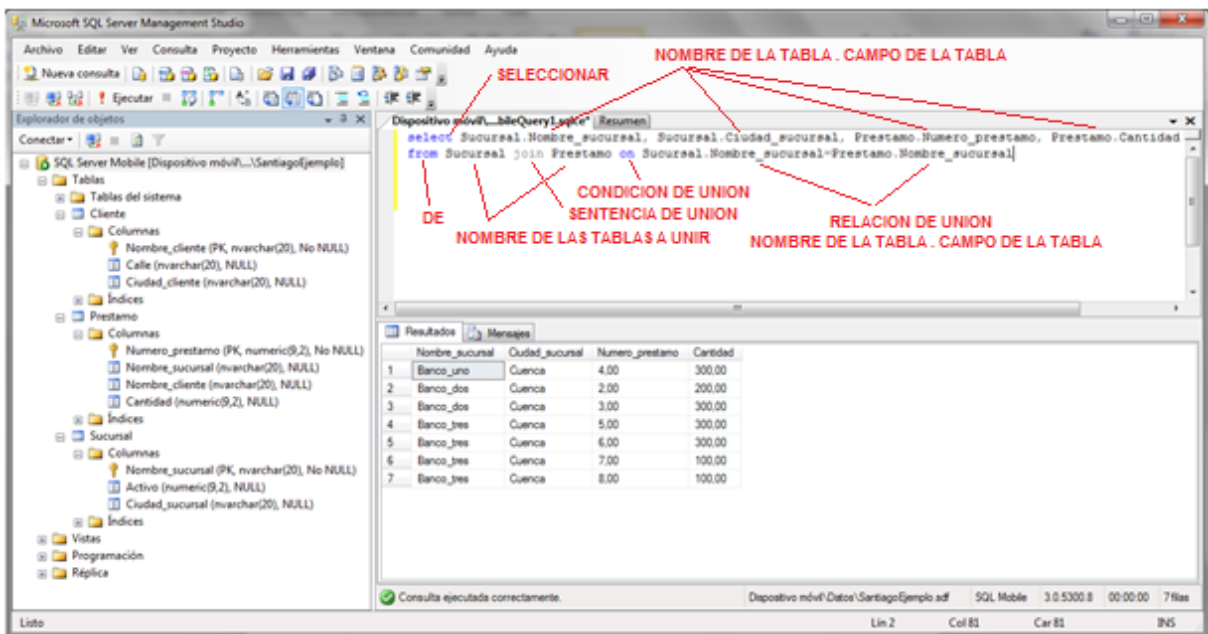 Microsoft SQL Server Management Studio
Archivo Editar Ver Consulta Proyecto Herramientas Ventana Comunidad Ayuda
Nueva consulta
Ejecutar
NOMBRE DE LA TABLA . CAMPO DE LA TABLA
SELECCIONAR
Explorador de objetos
Conectar
SQL Server Mobile [Dispositivo móvil\...\SantiagoEjemplo]
Tablas
Tablas del sistema
Cliente
Columnas
Nombre_cliente (PK, nvarchar(20), No NULL)
Calle (nvarchar(20), NULL)
Ciudad_cliente (nvarchar(20), NULL)
Índices
Prestamo
Columnas
Numero_prestamo (PK, numeric(9,2), No NULL)
Nombre_sucursal (nvarchar(20), NULL)
Nombre_cliente (nvarchar(20), NULL)
Cantidad (numeric(9,2), NULL)
Índices
Sucursal
Columnas
Nombre_sucursal (PK, nvarchar(20), No NULL)
Activo (numeric(9,2), NULL)
Ciudad_sucursal (nvarchar(20), NULL)
Índices
Vistas
Programación
Réplica
Dispositivo móvil\...bileQuery1.sqlce* Resumen
select Sucursal.Nombre_sucursal, Sucursal.Ciudad_sucursal, Prestamo.Numero_prestamo, Prestamo.Cantidad
from Sucursal join Prestamo on Sucursal.Nombre_sucursal=Prestamo.Nombre_sucursal
CONDICION DE UNION
DE
SENTENCIA DE UNION
NOMBRE DE LAS TABLAS A UNIR
RELACION DE UNION
NOMBRE DE LA TABLA . CAMPO DE LA TABLA
Resultados Mensajes
Nombre_sucursal Ciudad_sucursal Numero_prestamo Cantidad
1 Banco_uno Cuenca 4,00 300,00
2 Banco_dos Cuenca 2,00 200,00
3 Banco_dos Cuenca 3,00 300,00
4 Banco_tres Cuenca 5,00 300,00
5 Banco_tres Cuenca 6,00 300,00
6 Banco_tres Cuenca 7,00 100,00
7 Banco_tres Cuenca 8,00 100,00
Consulta ejecutada correctamente. Dispositivo móvil\Datos\SantiagoEjemplo.sdf SQL Mobile 3.0.5300.8 00:00:00 7 filas
Listo Lín 2 Col 81 Car 81 INS